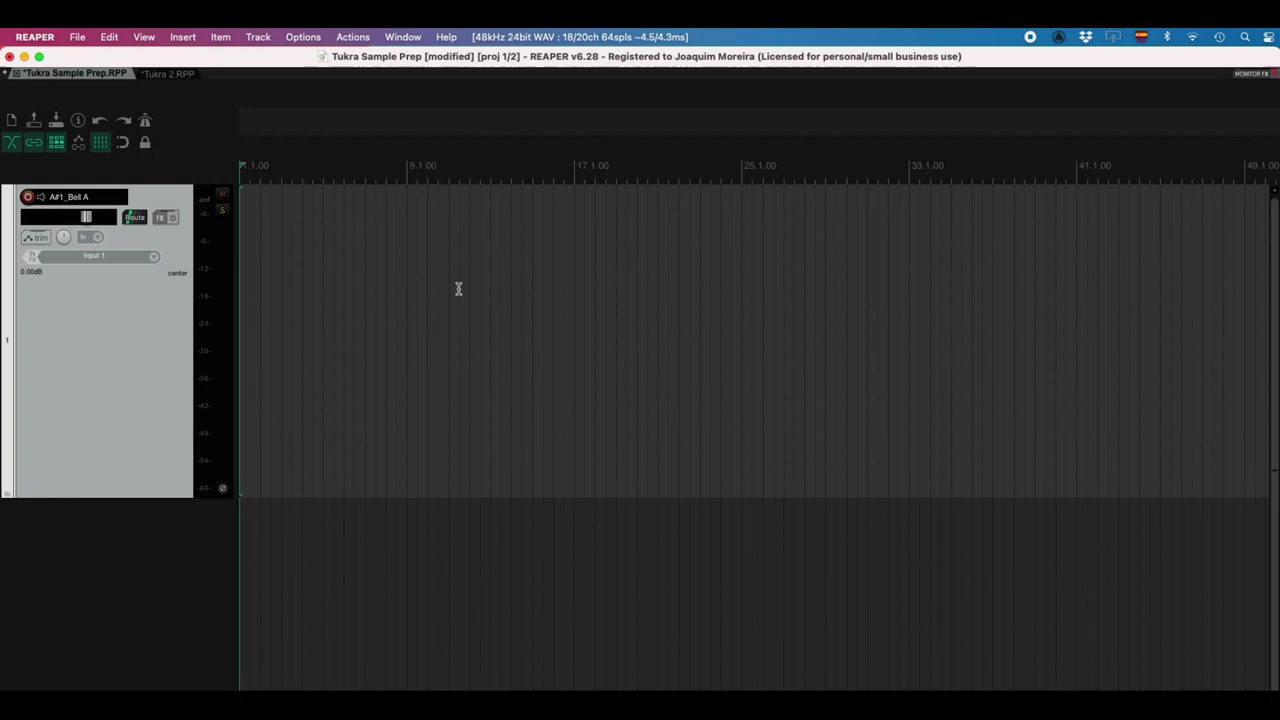 REAPER File Edit View Insert Item Track Options Actions Window Help [48kHz 24bit WAV : 18/20ch 64spls ~4.5/4.3ms]
Tukra Sample Prep [modified] [proj 1/2] - REAPER v6.28 - Registered to Joaquim Moreira (Licensed for personal/small business use)
*Tukra Sample Prep.RPP *Tukra 2.RPP MONITOR FX
1.1.00 9.1.00 17.1.00 25.1.00 33.1.00 41.1.00 49.1.00
A#1_Bell A M
-inf
S
-0-
Route FX
trim in
-6-
Input 1 IN FX
0.00dB center
-12-
-18-
-24-
-30-
1
-36-
-42-
-48-
-54-
-60-